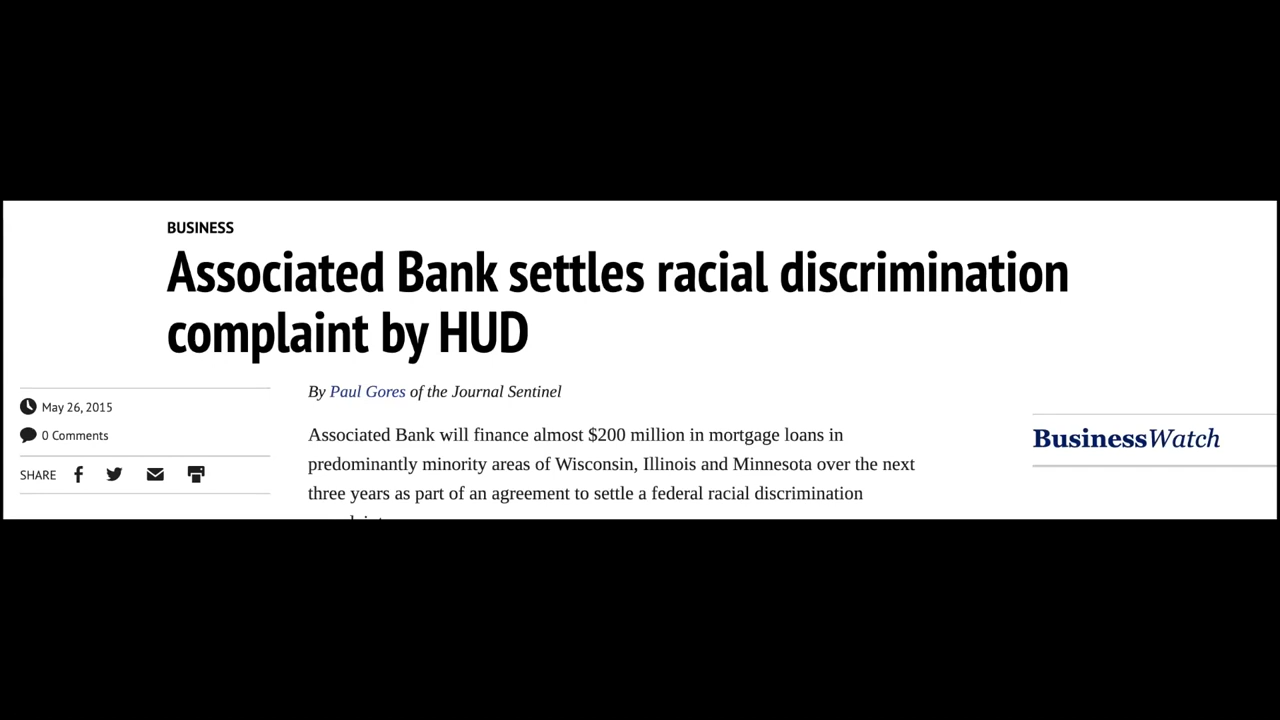 BUSINESS
Associated Bank settles racial discrimination
complaint by HUD
By Paul Gores of the Journal Sentinel
May 26, 2015
0 Comments
SHARE
Associated Bank will finance almost $200 million in mortgage loans in
predominantly minority areas of Wisconsin, Illinois and Minnesota over the next
three years as part of an agreement to settle a federal racial discrimination
BusinessWatch